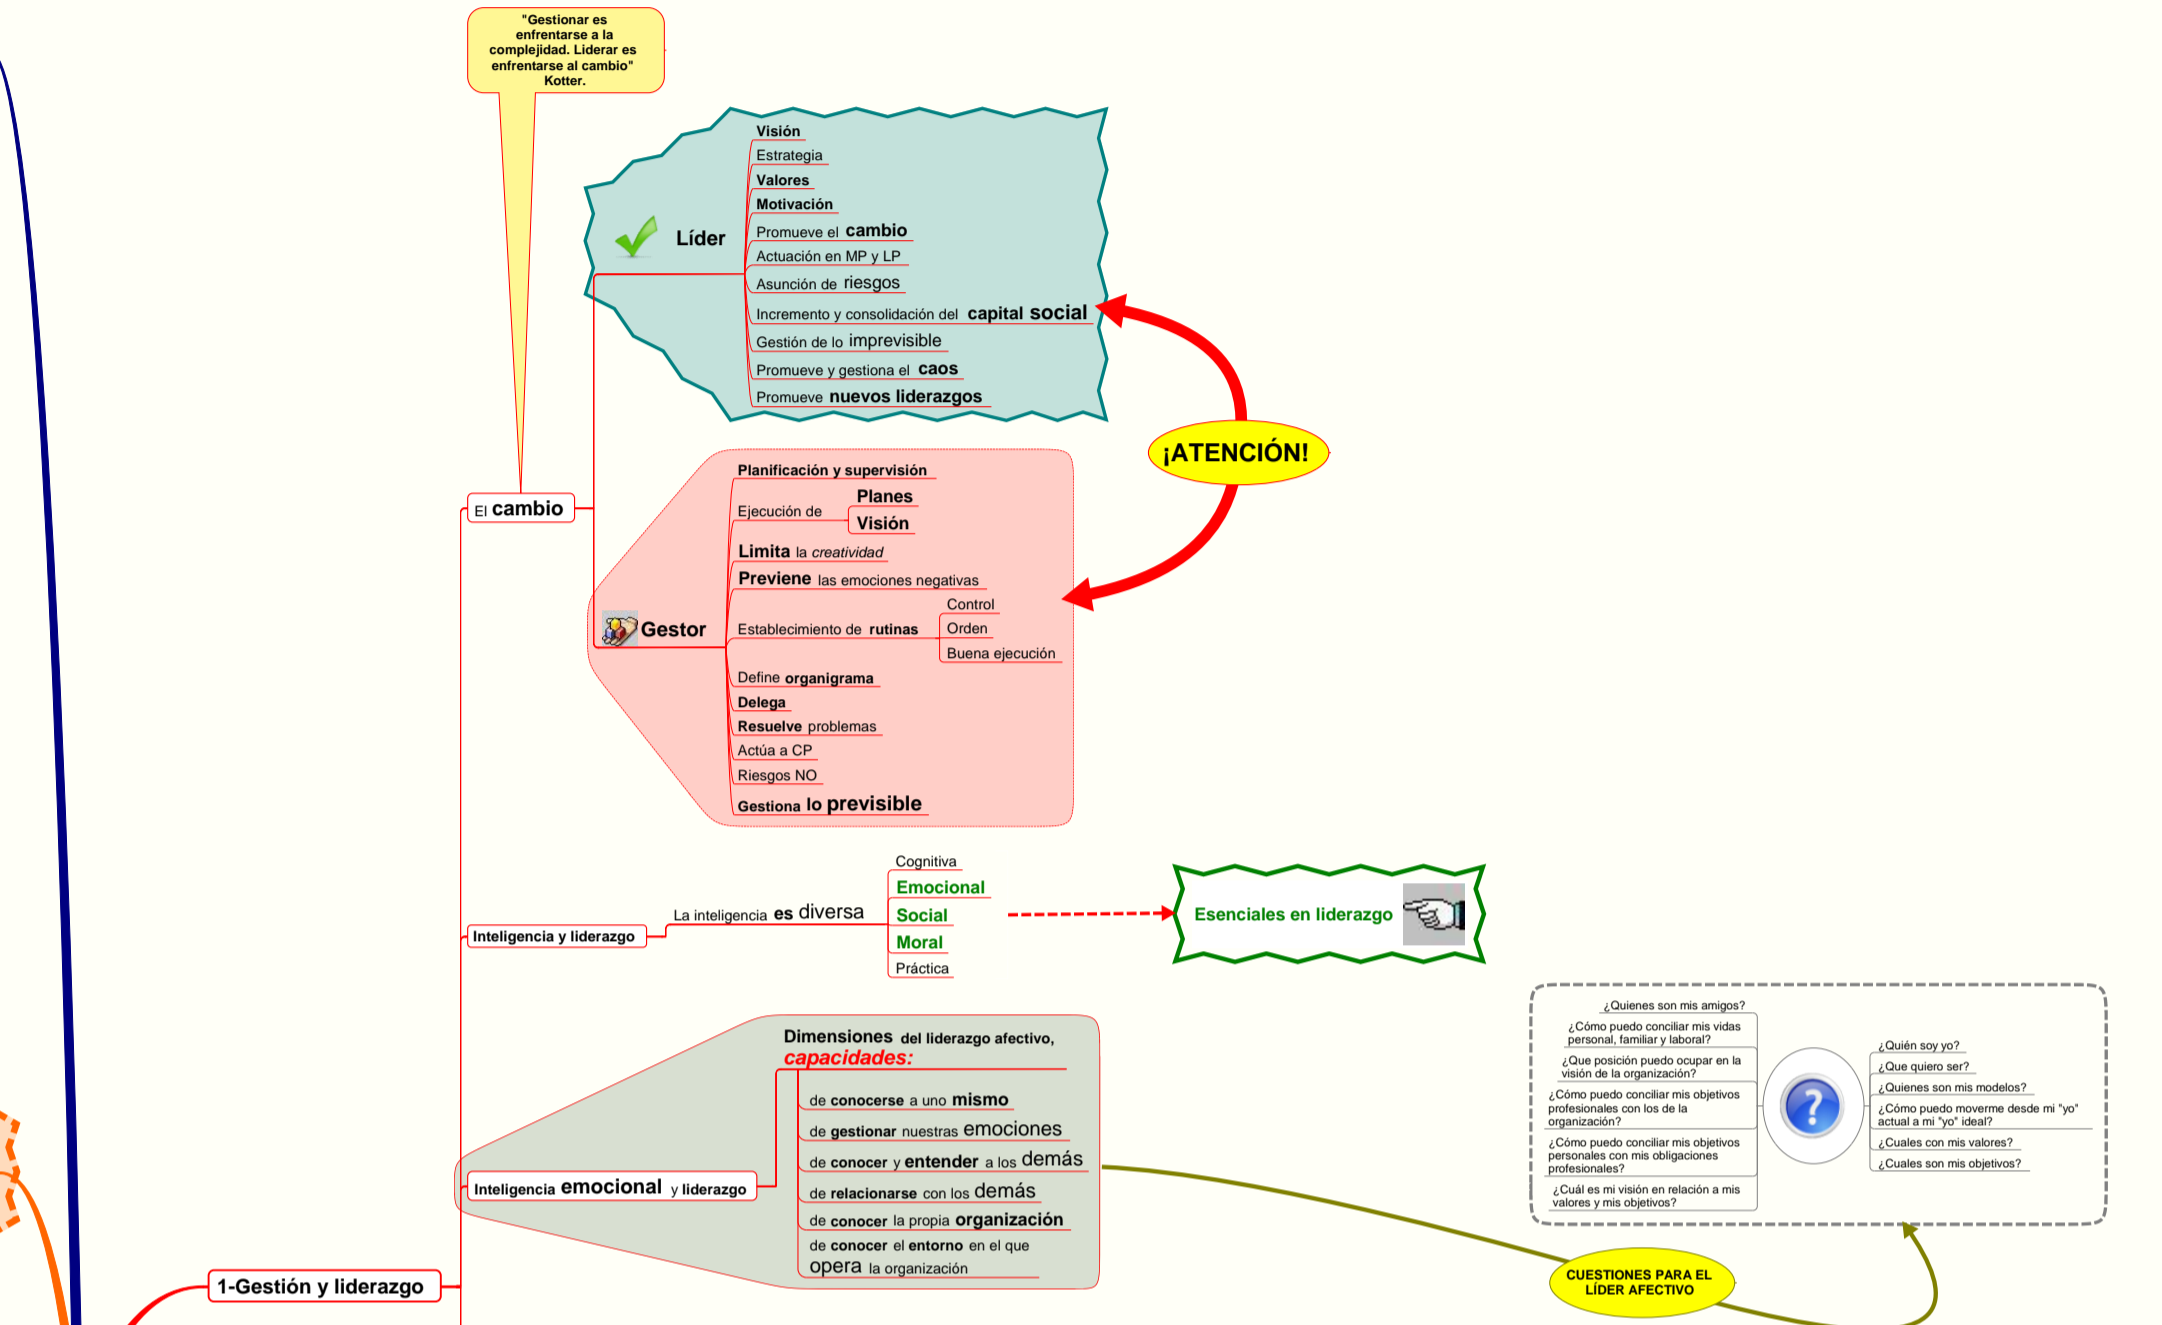 "Gestionar es
enfrentarse a la
complejidad. Liderar es
enfrentarse al cambio"
Kotter.
Visión
Estrategia
Valores
Motivación
Líder
Promueve el cambio
Actuación en MP y LP
Asunción de riesgos
Incremento y consolidación del capital social
Gestión de lo imprevisible
Promueve y gestiona el caos
Promueve nuevos liderazgos
¡ATENCIÓN!
El cambio
Planificación y supervisión
Ejecución de
Planes
Visión
Limita la creatividad
Previene las emociones negativas
Gestor
Establecimiento de rutinas
Control
Orden
Buena ejecución
Define organigrama
Delega
Resuelve problemas
Actúa a CP
Riesgos NO
Gestiona lo previsible
Inteligencia y liderazgo
La inteligencia es diversa
Cognitiva
Emocional
Social
Moral
Práctica
Esenciales en liderazgo
Inteligencia emocional y liderazgo
Dimensiones del liderazgo afectivo,
capacidades:
de conocerse a uno mismo
de gestionar nuestras emociones
de conocer y entender a los demás
de relacionarse con los demás
de conocer la propia organización
de conocer el entorno en el que
opera la organización
¿Quienes son mis amigos?
¿Cómo puedo conciliar mis vidas
personal, familiar y laboral?
¿Que posición puedo ocupar en la
visión de la organización?
¿Cómo puedo conciliar mis objetivos
profesionales con los de la
organización?
¿Cómo puedo conciliar mis objetivos
personales con mis obligaciones
profesionales?
¿Cuál es mi visión en relación a mis
valores y mis objetivos?
?
¿Quién soy yo?
¿Que quiero ser?
¿Quienes son mis modelos?
¿Cómo puedo moverme desde mi "yo"
actual a mi "yo" ideal?
¿Cuales con mis valores?
¿Cuales son mis objetivos?
CUESTIONES PARA EL
LÍDER AFECTIVO
1-Gestión y liderazgo